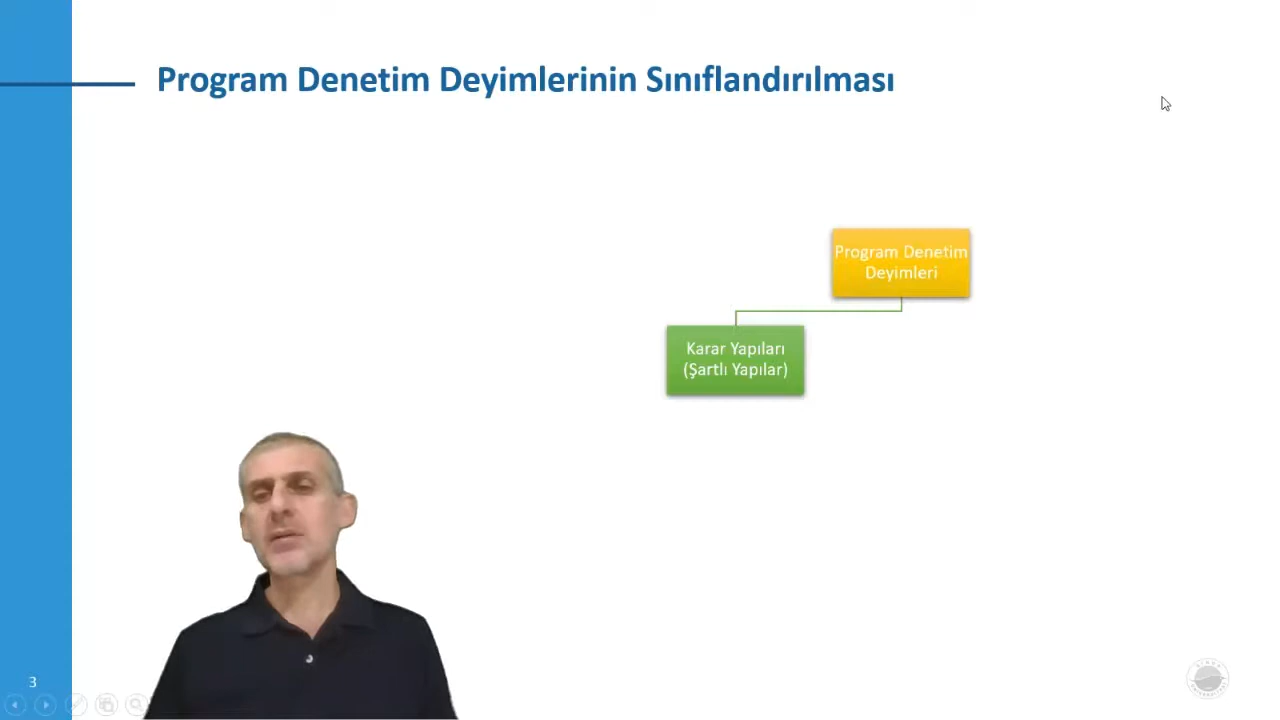 Program Denetim Deyimlerinin Sınıflandırılması
Program Denetim
Deyimleri
Karar Yapıları
(Şartlı Yapılar)
3